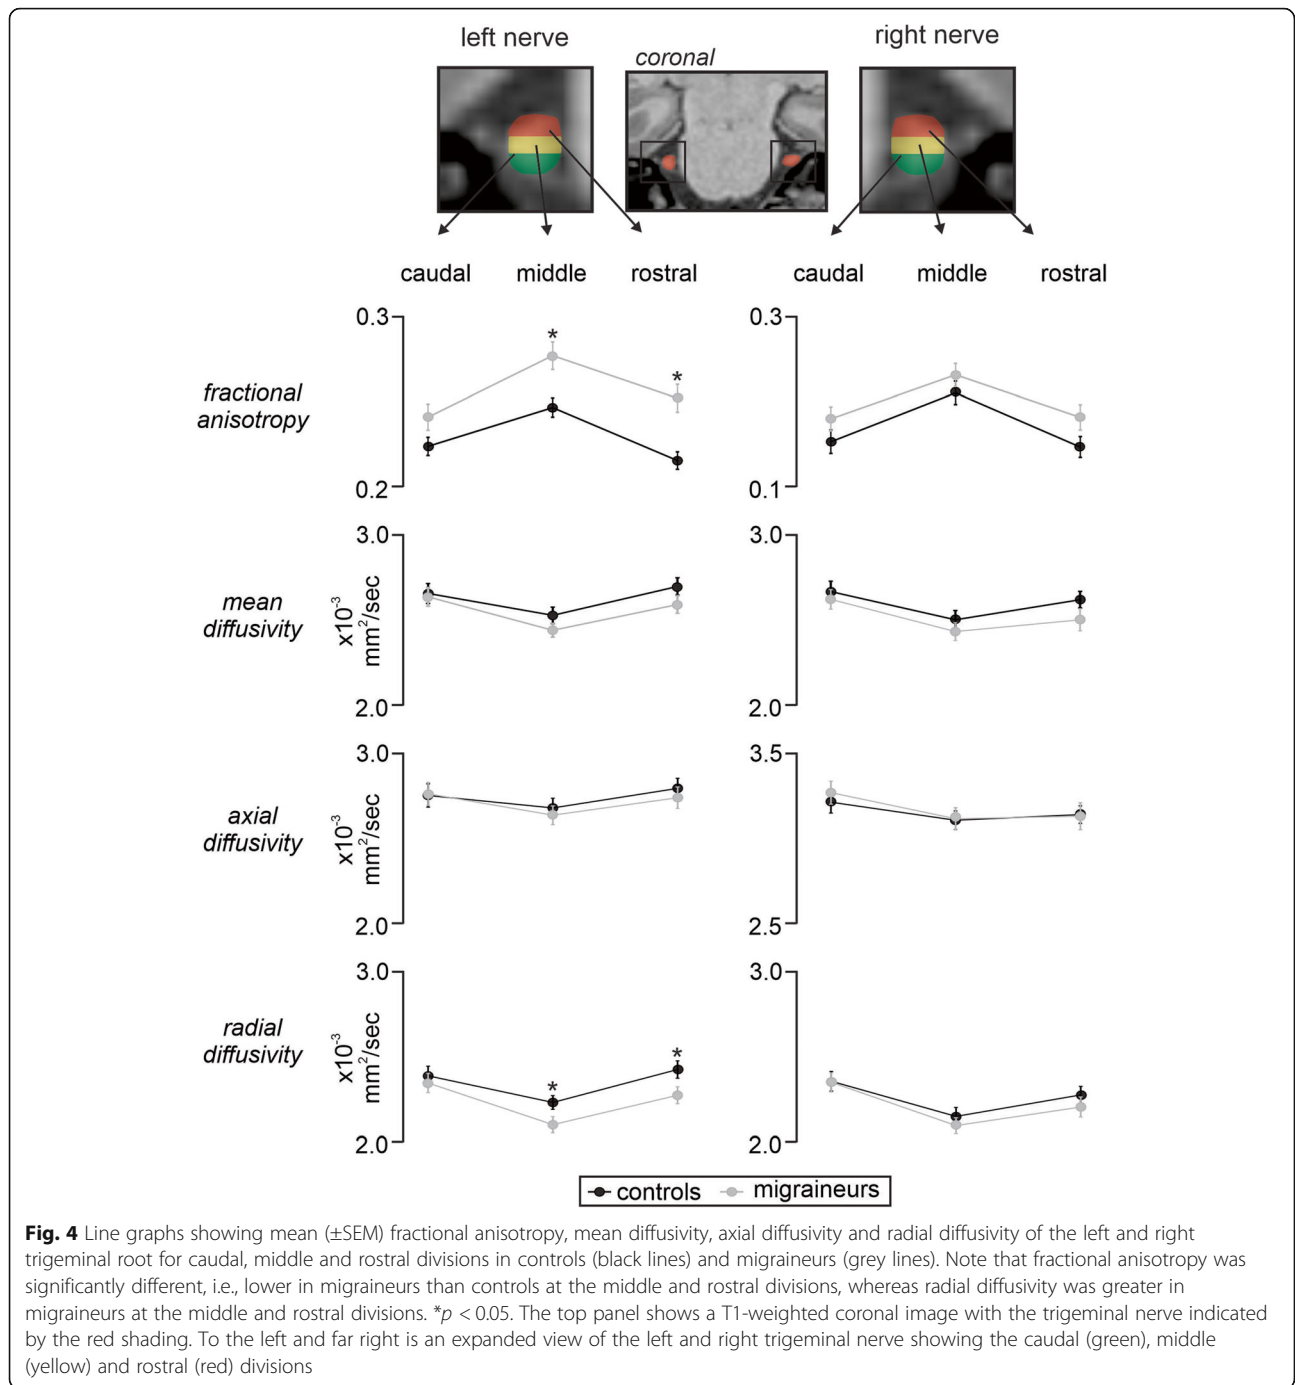 left nerve
coronal
right nerve
caudal middle rostral
caudal middle rostral
fractional
anisotropy
0.3
*
*
0.2
0.3
0.1
mean
diffusivity
x10-3
mm2/sec
3.0
2.0
3.0
2.0
axial
diffusivity
x10-3
mm2/sec
3.0
2.0
3.5
2.5
radial
diffusivity
x10-3
mm2/sec
3.0
*
*
2.0
3.0
2.0
controls migraineurs
Fig. 4 Line graphs showing mean (±SEM) fractional anisotropy, mean diffusivity, axial diffusivity and radial diffusivity of the left and right
trigeminal root for caudal, middle and rostral divisions in controls (black lines) and migraineurs (grey lines). Note that fractional anisotropy was
significantly different, i.e., lower in migraineurs than controls at the middle and rostral divisions, whereas radial diffusivity was greater in
migraineurs at the middle and rostral divisions. *p < 0.05. The top panel shows a T1-weighted coronal image with the trigeminal nerve indicated
by the red shading. To the left and far right is an expanded view of the left and right trigeminal nerve showing the caudal (green), middle
(yellow) and rostral (red) divisions